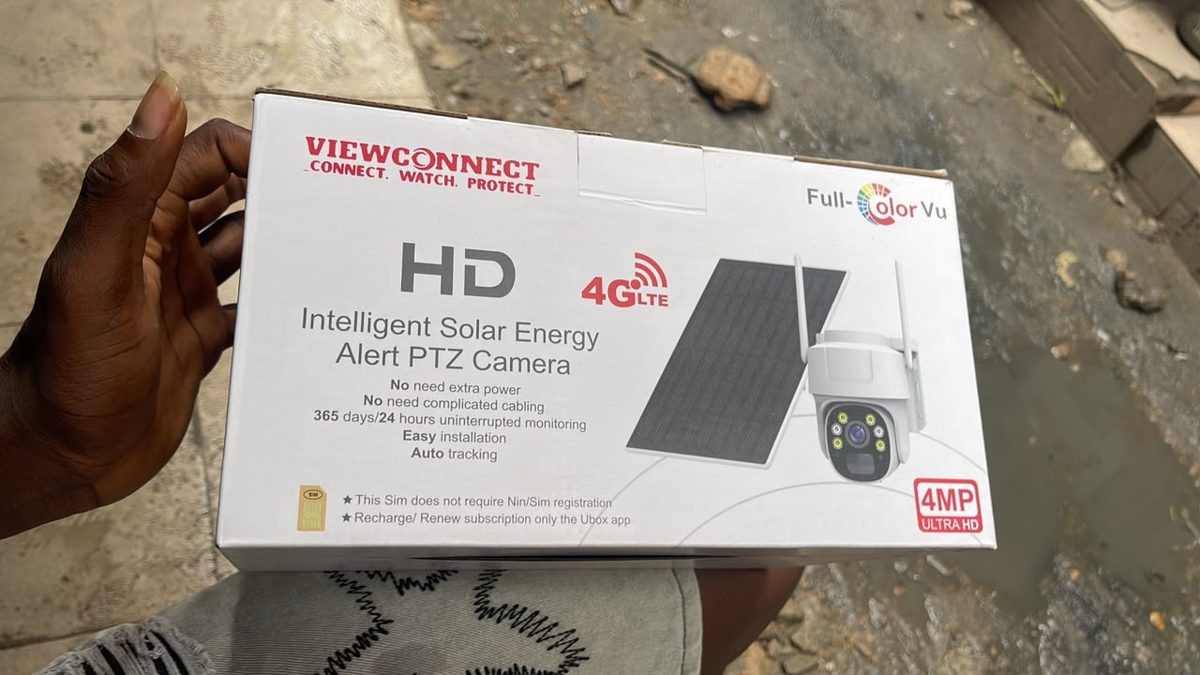 VIEWCONNECT
CONNECT. WATCH. PROTECT
Full-Color Vu
HD
4G LTE
Intelligent Solar Energy
Alert PTZ Camera
No need extra power
No need complicated cabling
365 days/24 hours uninterrupted monitoring
Easy installation
Auto tracking
SIM
★ This Sim does not require Nin/Sim registration
★ Recharge/ Renew subscription only the Ubox app
4MP
ULTRA HD